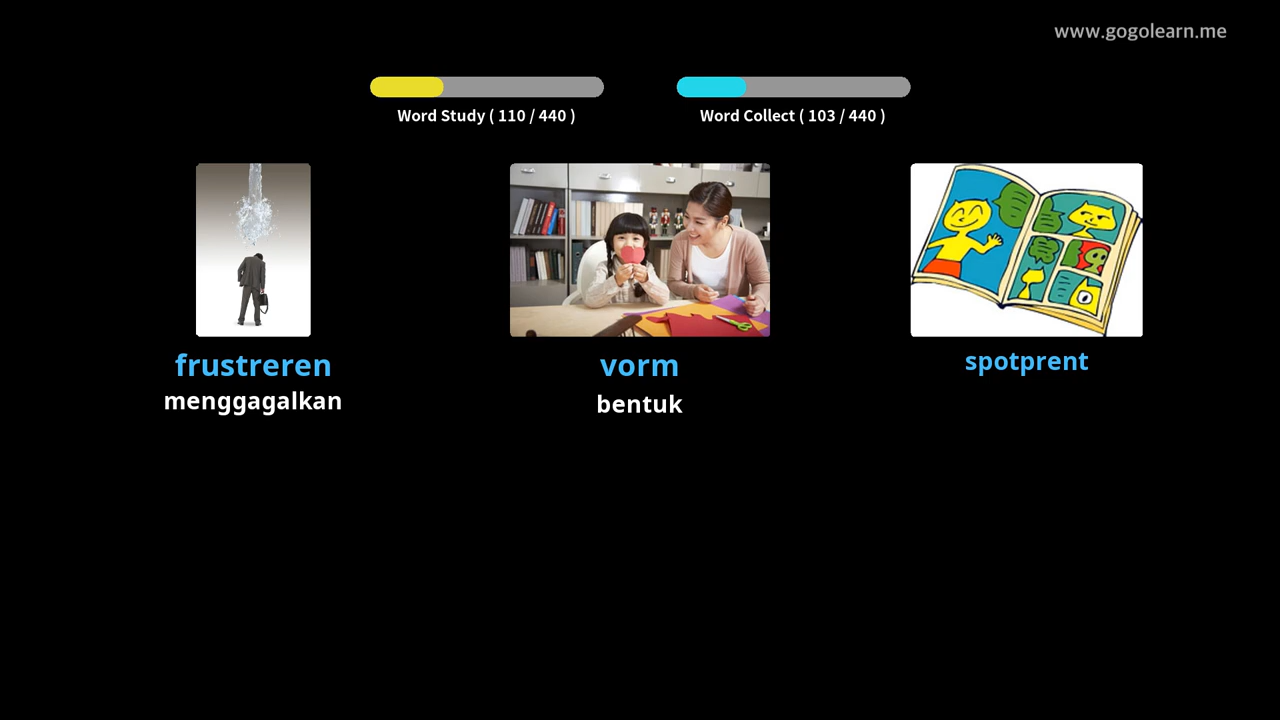 www.gogolearn.me
Word Study ( 110 / 440 )
Word Collect ( 103 / 440 )
frustreren
menggagalkan
vorm
bentuk
spotprent